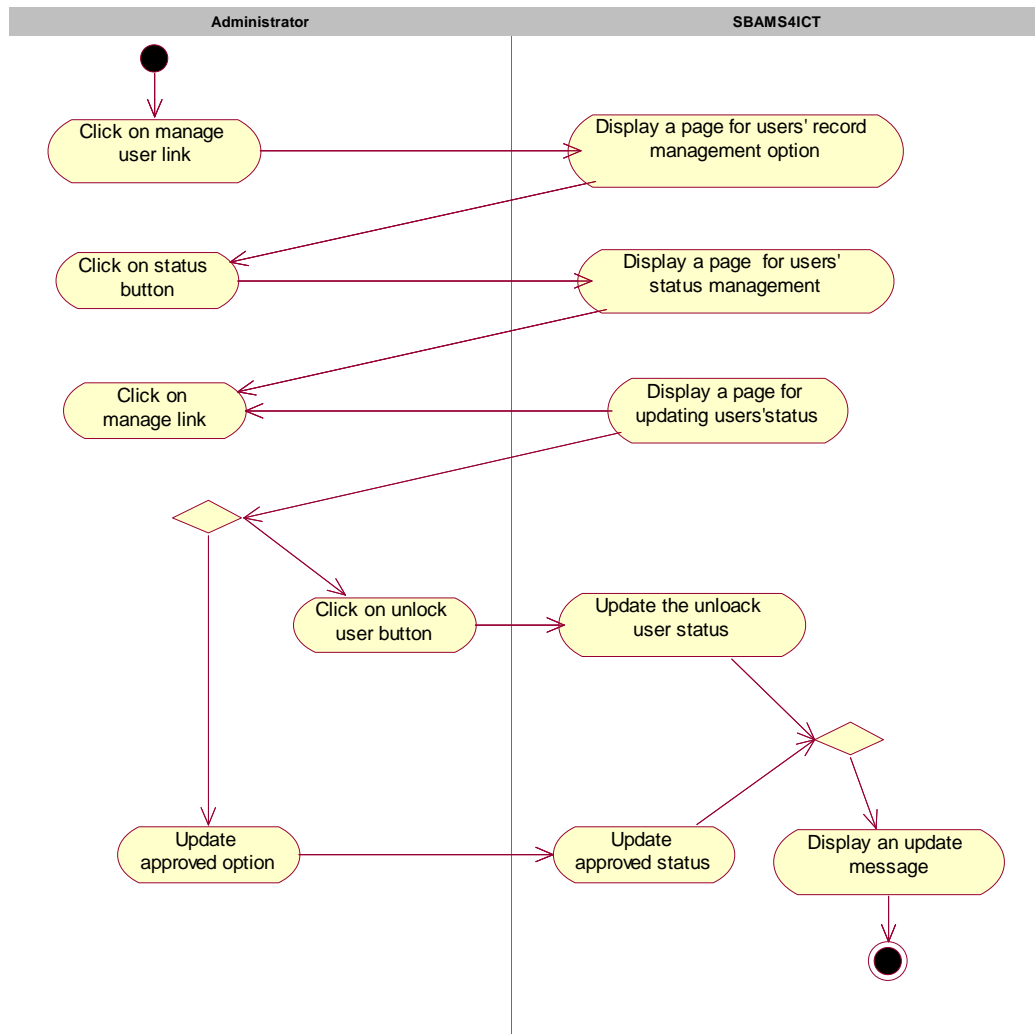 Administrator
SBAMS4ICT
Click on manage
user link
Display a page for users' record
management option
Click on status
button
Display a page  for users'
status management
Click on
manage link
Display a page for
updating users'status
Click on unlock
user button
Update the unloack
user status
Update
approved option
Update
approved status
Display an update
message